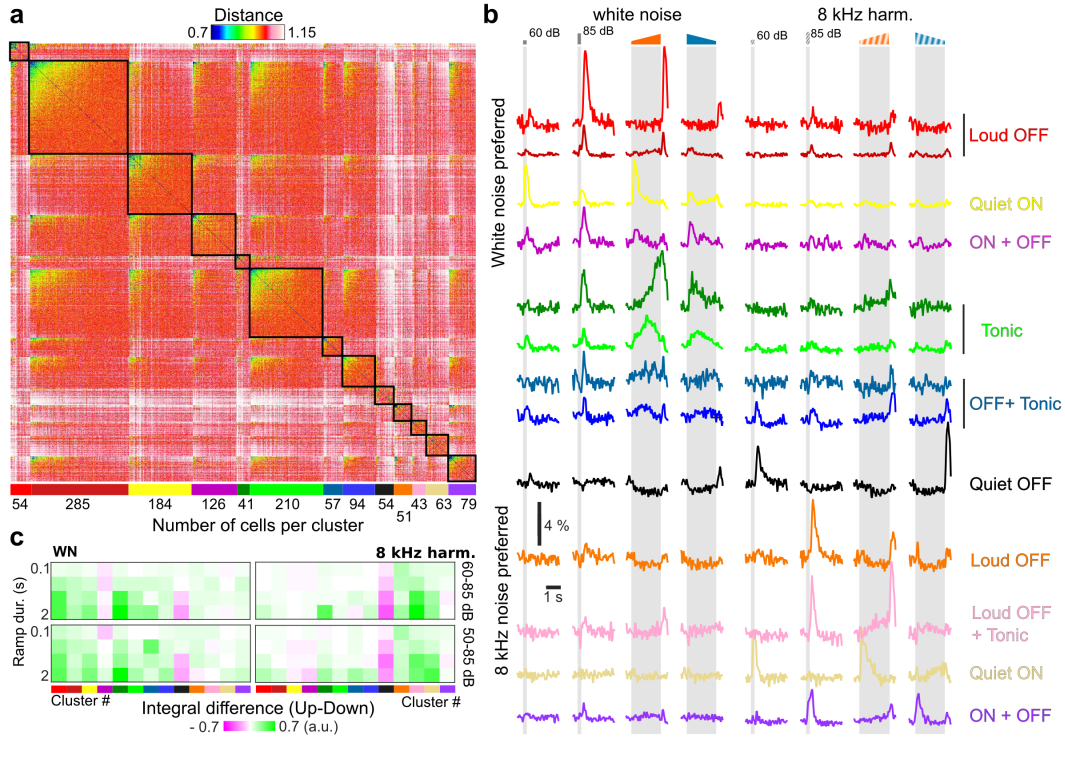 a
Distance
0.7
1.15
54
285
184
126
41
210
57
94
54
51
43
63
79
Number of cells per cluster
b
white noise
8 kHz harm.
60 dB
85 dB
60 dB
85 dB
White noise preferred
Loud OFF
Quiet ON
ON + OFF
Tonic
OFF+ Tonic
Quiet OFF
4 %
1 s
8 kHz noise preferred
Loud OFF
Loud OFF
+ Tonic
Quiet ON
ON + OFF
c
WN
8 kHz harm.
Ramp dur. (s)
0.1
2
0.1
2
60-85 dB
50-85 dB
Cluster #
Cluster #
Integral difference (Up-Down)
- 0.7
0.7 (a.u.)